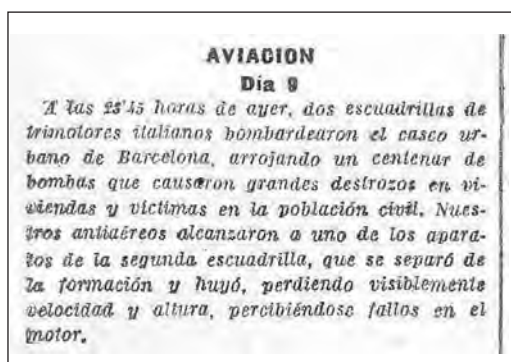 AVIACION
Día 9
A las 23'45 horas de ayer, dos escuadrillas de
trimotores italianos bombardearon el casco ur-
bano de Barcelona, arrojando un centenar de
bombas que causaron grandes destrozos en vi-
viendas y víctimas en la población civil. Nues-
tros antiaéreos alcanzaron a uno de los apara-
tos de la segunda escuadrilla, que se separó de
la formación y huyó, perdiendo visiblemente
velocidad y altura, percibiéndose fallos en el
motor.